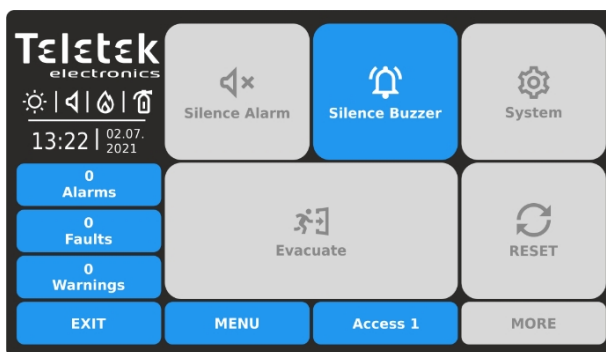 Teletek
electronics
13:22
02.07.
2021
Silence Alarm
Silence Buzzer
System
0
Alarms
0
Faults
0
Warnings
Evacuate
RESET
EXIT
MENU
Access 1
MORE